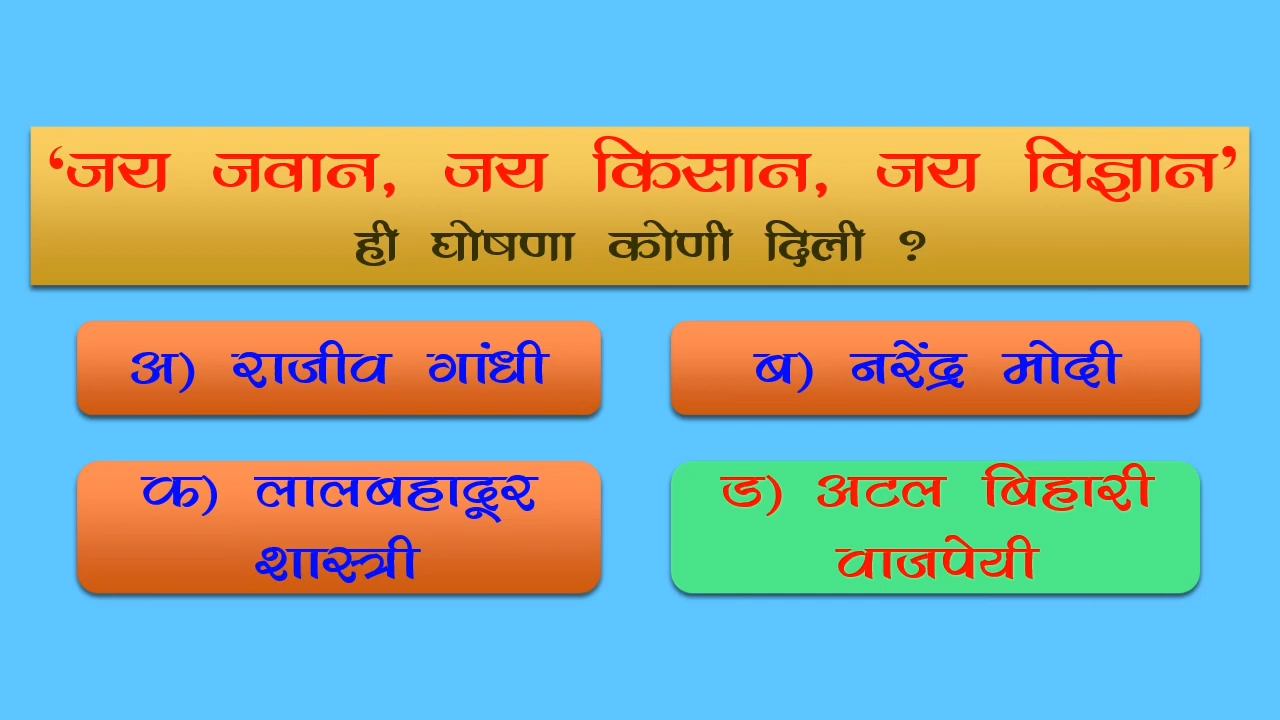 ‘जय जवान, जय किसान, जय विज्ञान’
ही घोषणा कोणी दिली ?
अ) राजीव गांधी
ब) नरेंद्र मोदी
क) लालबहादूर
शास्त्री
ड) अटल बिहारी
वाजपेयी